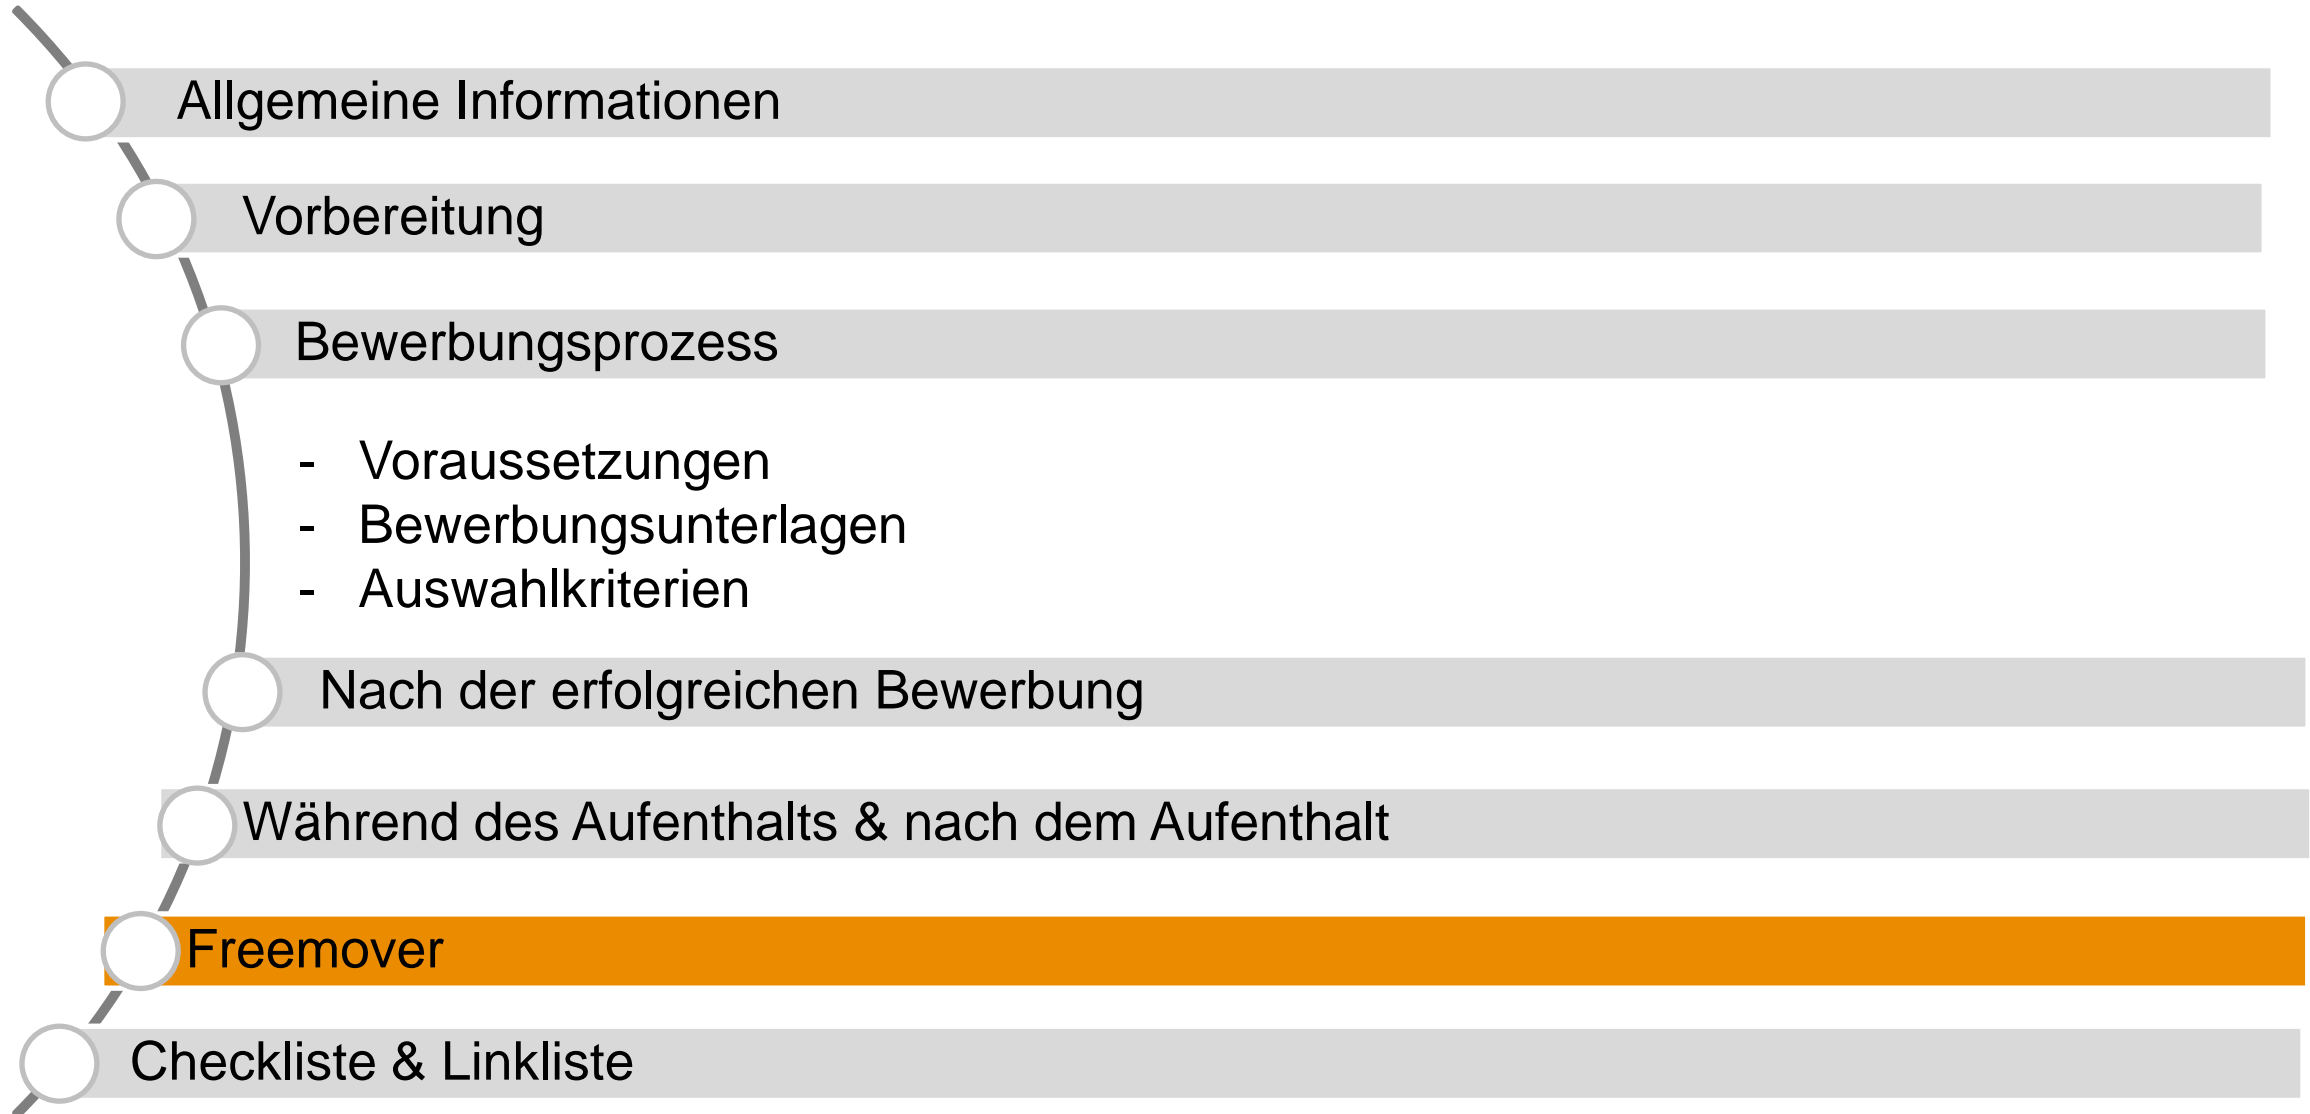 Allgemeine Informationen
Vorbereitung
Bewerbungsprozess
- Voraussetzungen
- Bewerbungsunterlagen
- Auswahlkriterien
Nach der erfolgreichen Bewerbung
Während des Aufenthalts & nach dem Aufenthalt
Freemover
Checkliste & Linkliste